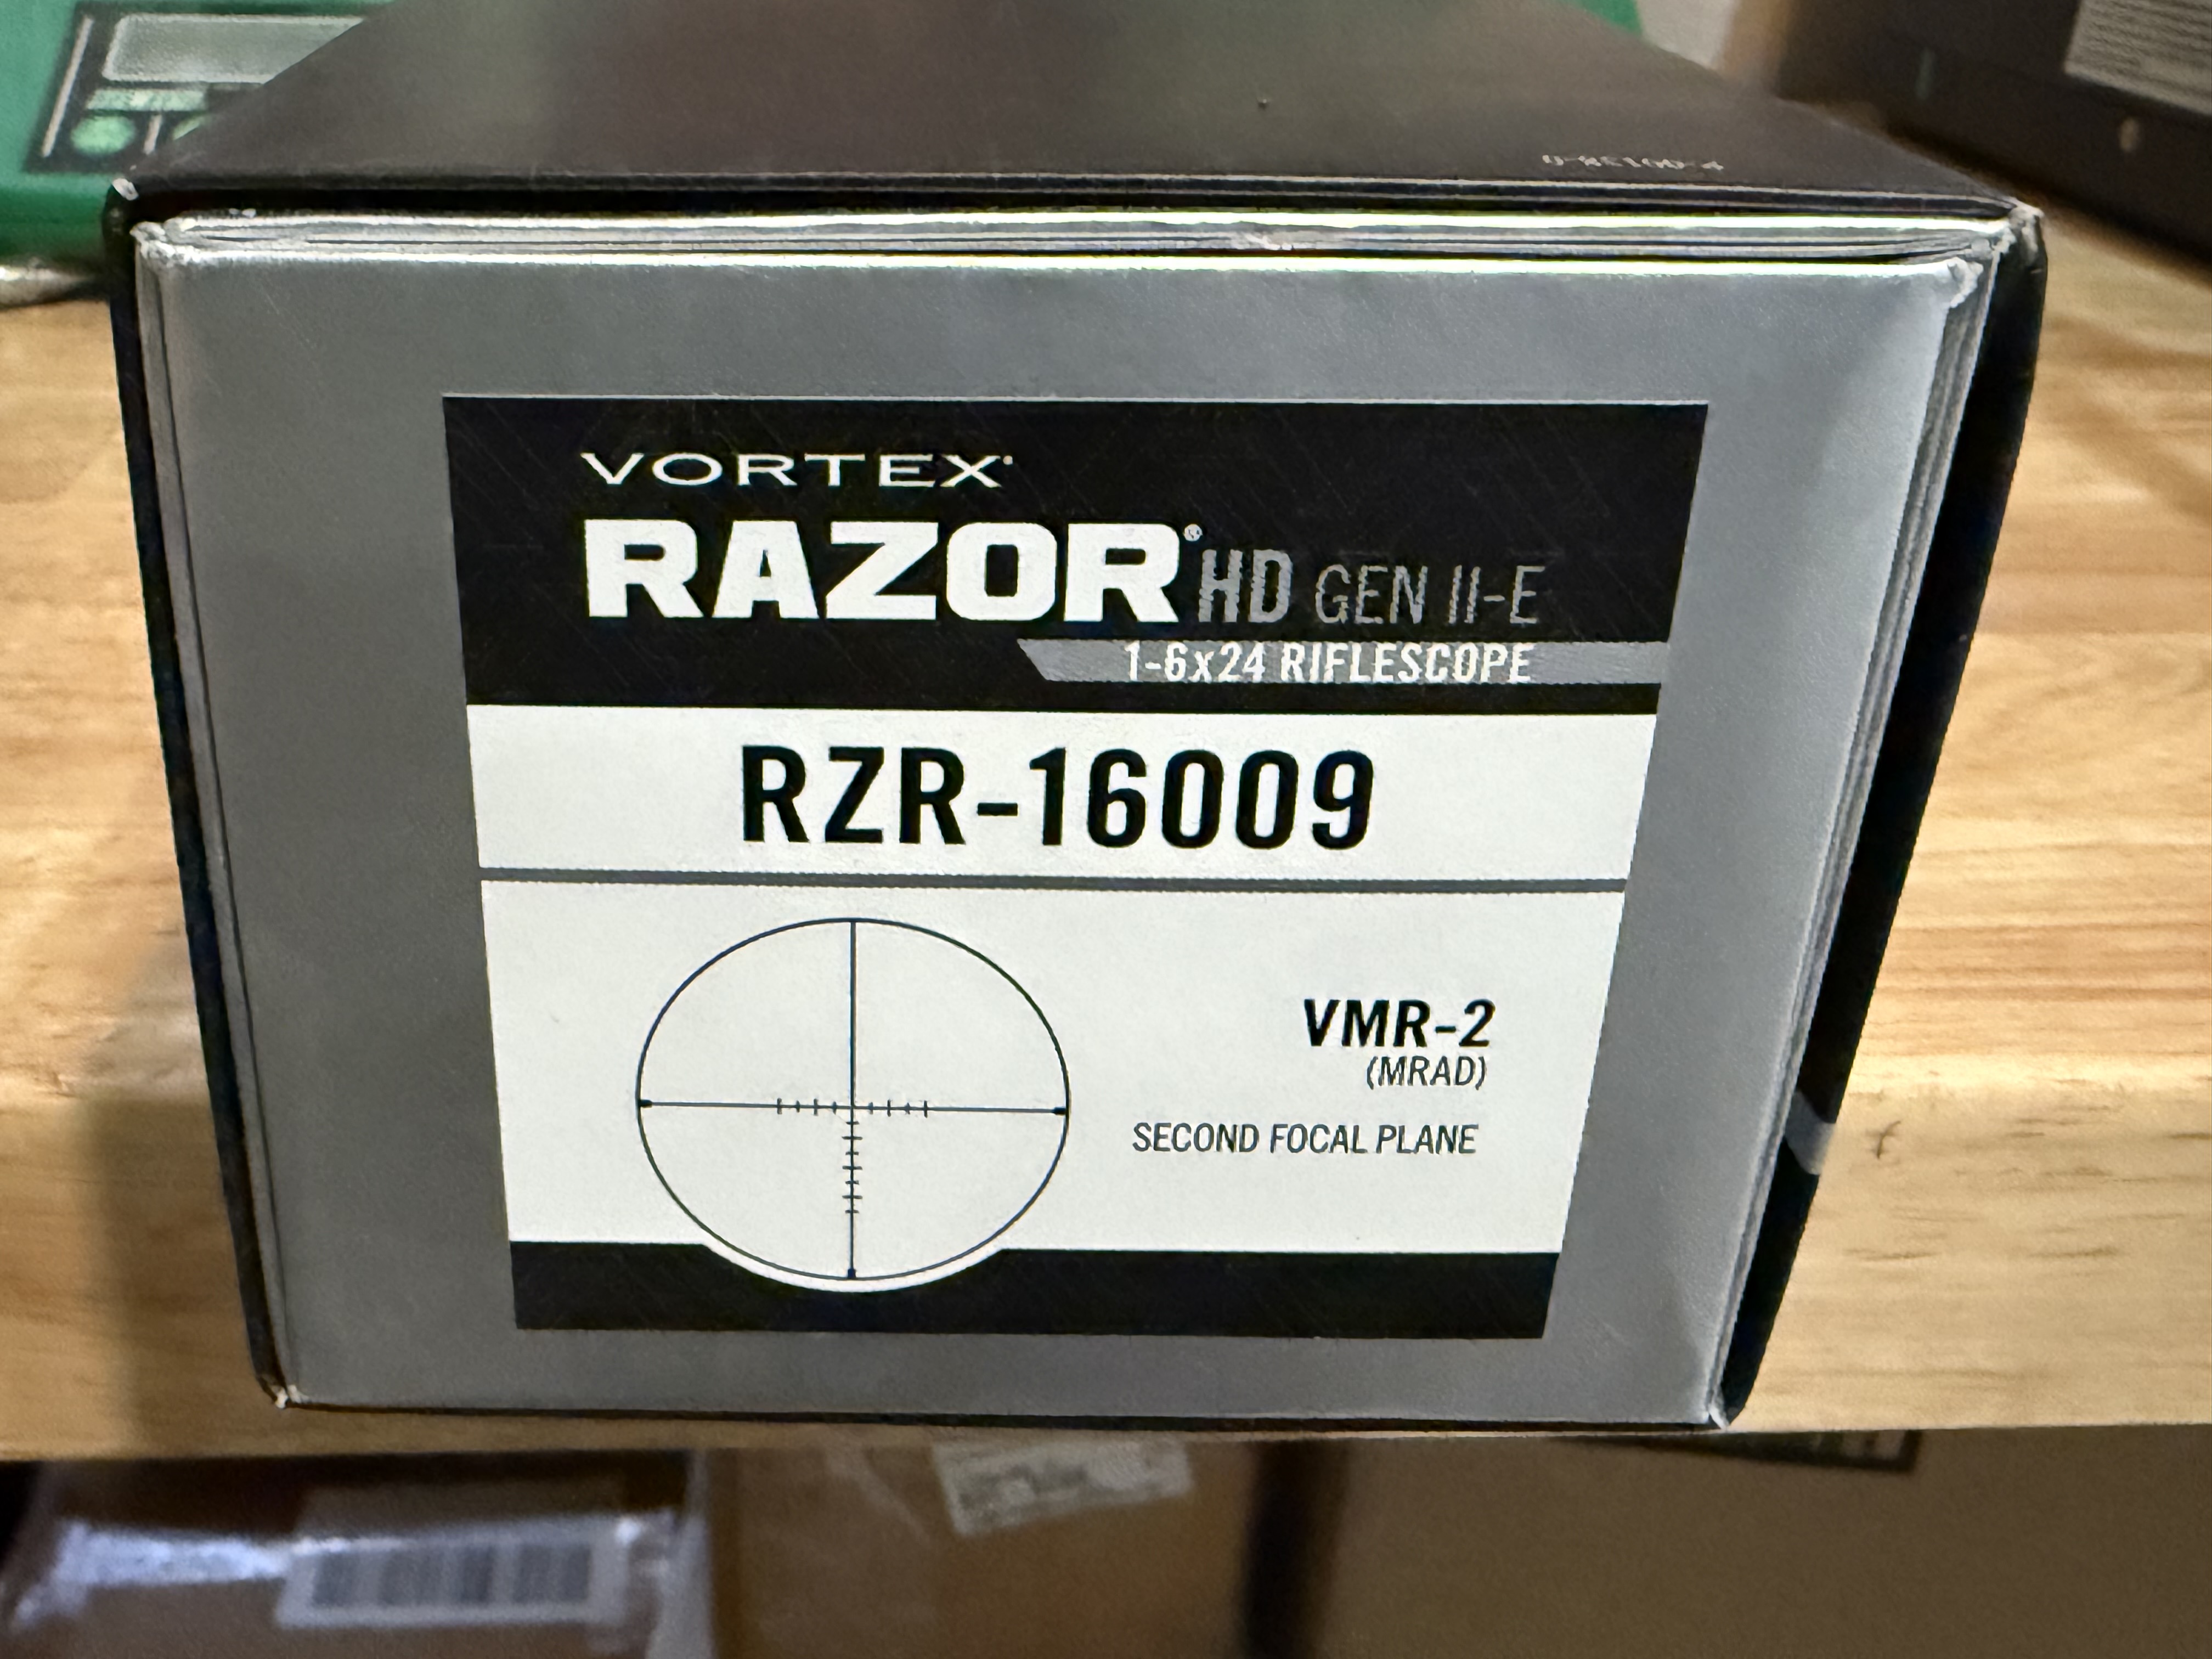 VORTEX®
RAZOR® HD GEN II-E
1-6x24 RIFLESCOPE
RZR-16009
VMR-2
(MRAD)
SECOND FOCAL PLANE